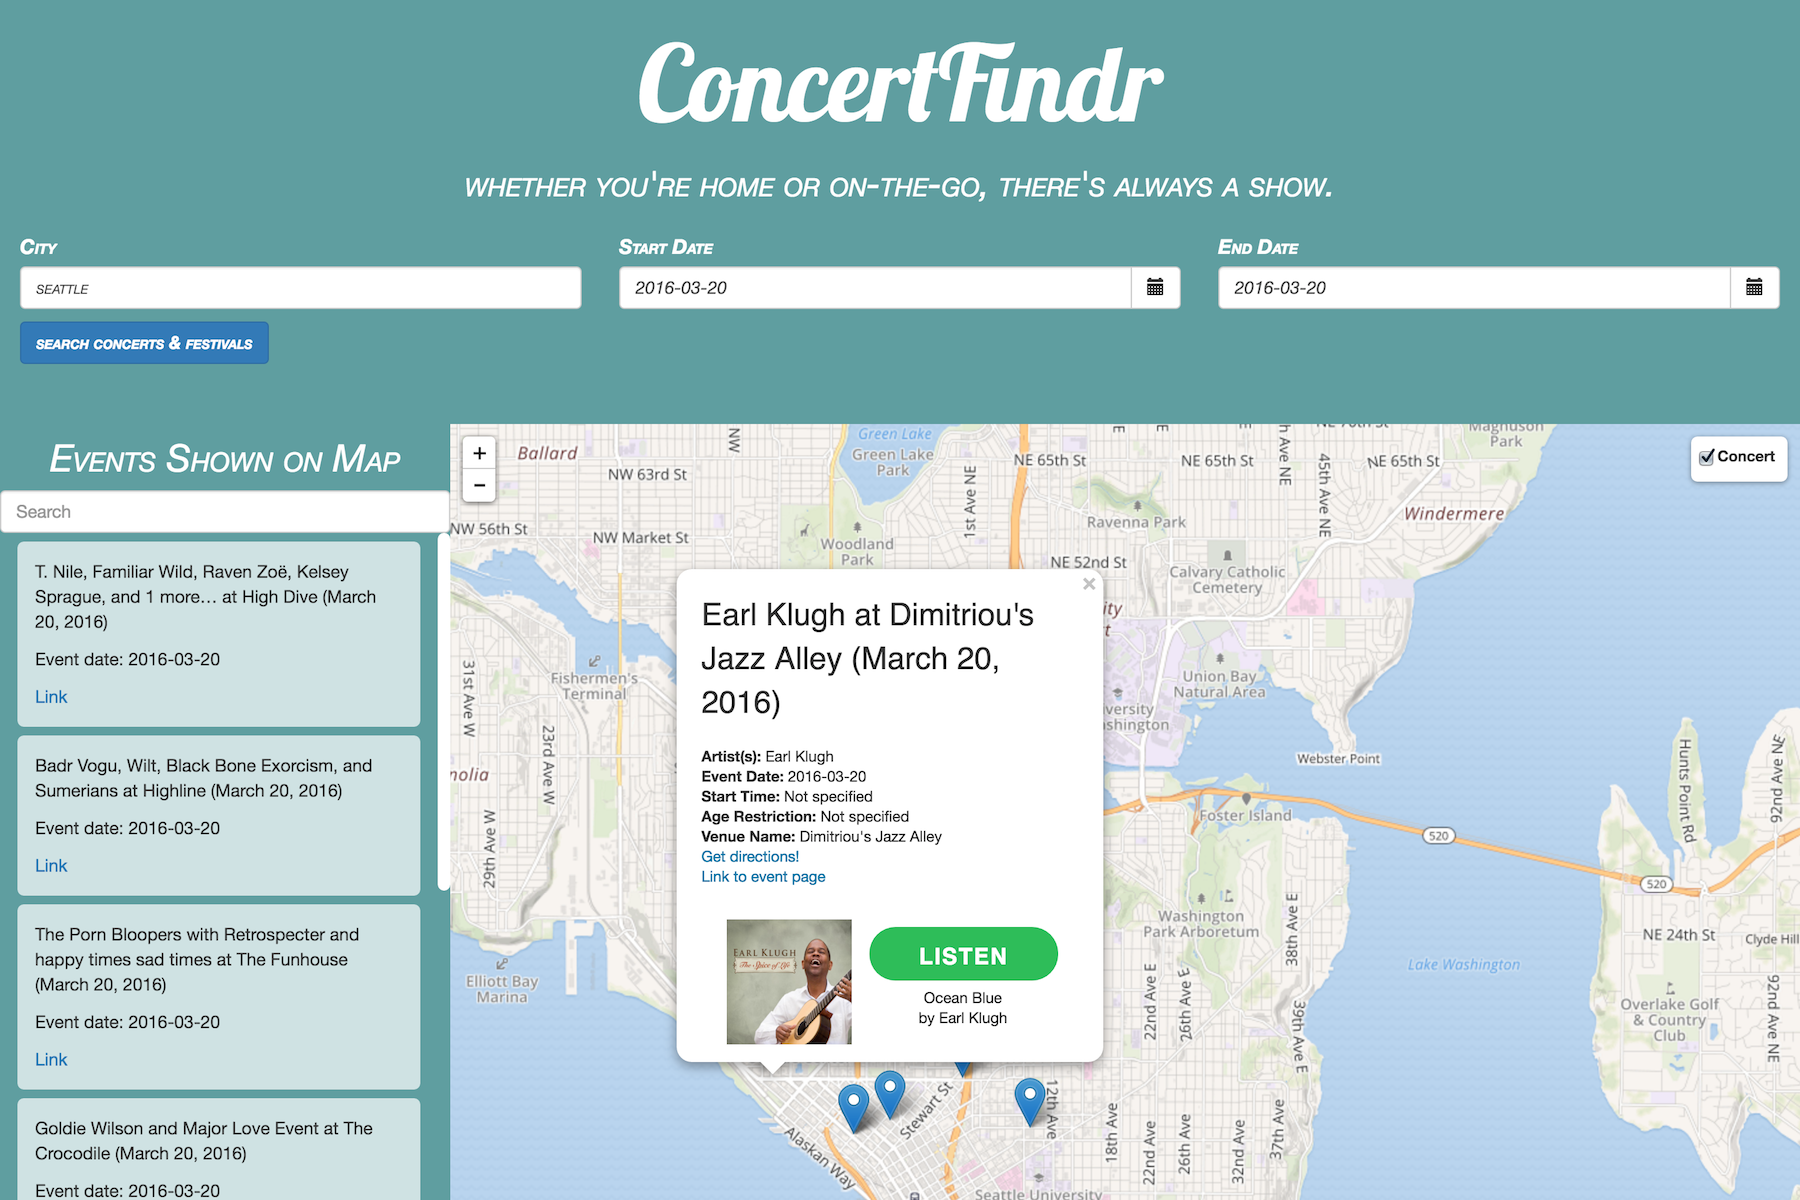 ConcertFindr
WHETHER YOU'RE HOME OR ON-THE-GO, THERE'S ALWAYS A SHOW.
CITY
SEATTLE
START DATE
2016-03-20
END DATE
2016-03-20
SEARCH CONCERTS & FESTIVALS
EVENTS SHOWN ON MAP
Search
T. Nile, Familiar Wild, Raven Zoë, Kelsey
Sprague, and 1 more... at High Dive (March
20, 2016)
Event date: 2016-03-20
Link
Badr Vogu, Wilt, Black Bone Exorcism, and
Sumerians at Highline (March 20, 2016)
Event date: 2016-03-20
Link
The Porn Bloopers with Retrospecter and
happy times sad times at The Funhouse
(March 20, 2016)
Event date: 2016-03-20
Link
Goldie Wilson and Major Love Event at The
Crocodile (March 20, 2016)
Event date: 2016-03-20
+
−
Concert
Earl Klugh at Dimitriou's
Jazz Alley (March 20,
2016)
Artist(s): Earl Klugh
Event Date: 2016-03-20
Start Time: Not specified
Age Restriction: Not specified
Venue Name: Dimitriou's Jazz Alley
Get directions!
Link to event page
EARL KLUGH
The Spice of Life
LISTEN
Ocean Blue
by Earl Klugh
Ballard
NW
Green Lake
Green Lake
Park
NW 63rd St
NE 65th St
NE 65th St
NE 65th St
Magnuson
Park
1st Ave NE
45th Ave NE
Ravenna Park
Windermere
NW 56th St
NW Market St
Woodland
Park
NE 52nd St
Calvary Catholic
Cemetery
31st Ave W
Fishermen's
Terminal
23rd Ave W
29th Ave W
Union Bay
Natural Area
Webster Point
Foster Island
520
520
Hunts Point Rd
92nd Ave NE
Washington
Park Arboretum
38th Ave E
NE 24th St
Clyde Hill
Lake Washington
Elliott Bay
Marina
22nd Ave E
26th Ave E
39th Ave E
Overlake Golf
& Country
Club
92nd Ave NE
Stewart St
12th Ave
Alaskan Way
18th Ave
22nd Ave
26th Ave
32nd Ave
37th Ave
Seattle University